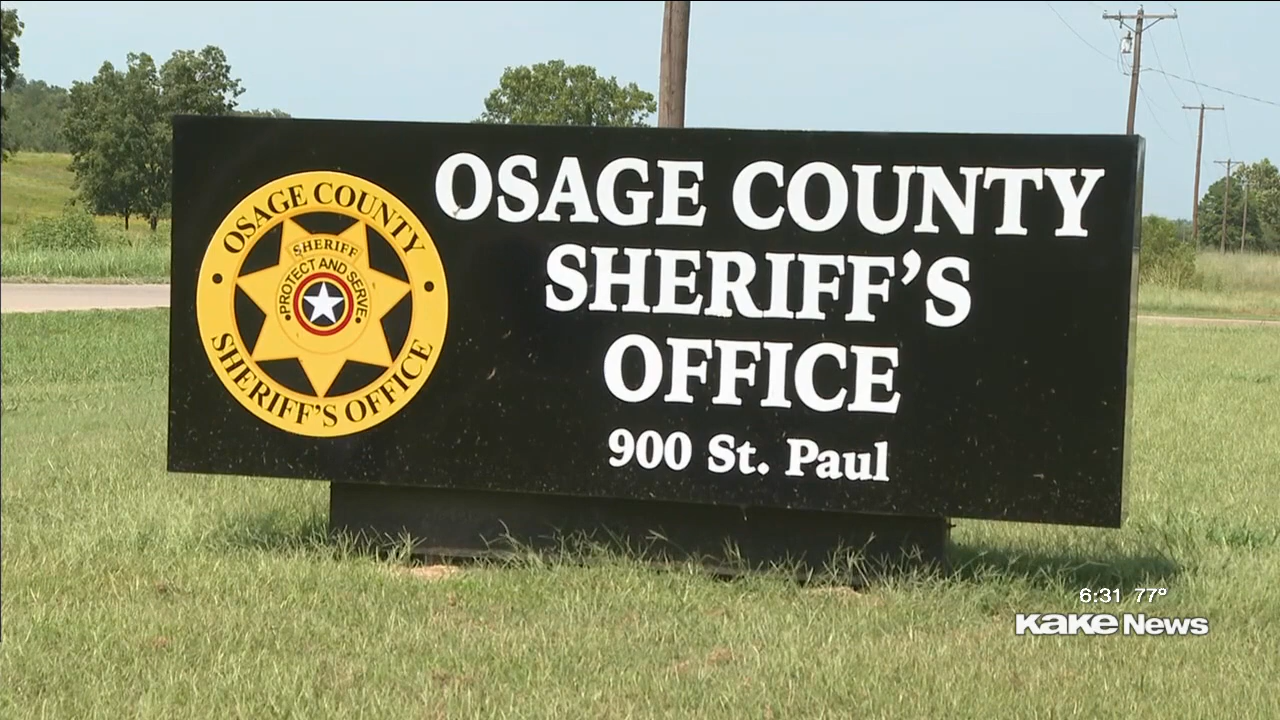 OSAGE COUNTY
SHERIFF'S OFFICE
SHERIFF
PROTECT AND SERVE
OSAGE COUNTY
SHERIFF’S
OFFICE
900 St. Paul
6:31 77°
KAKE NEWS